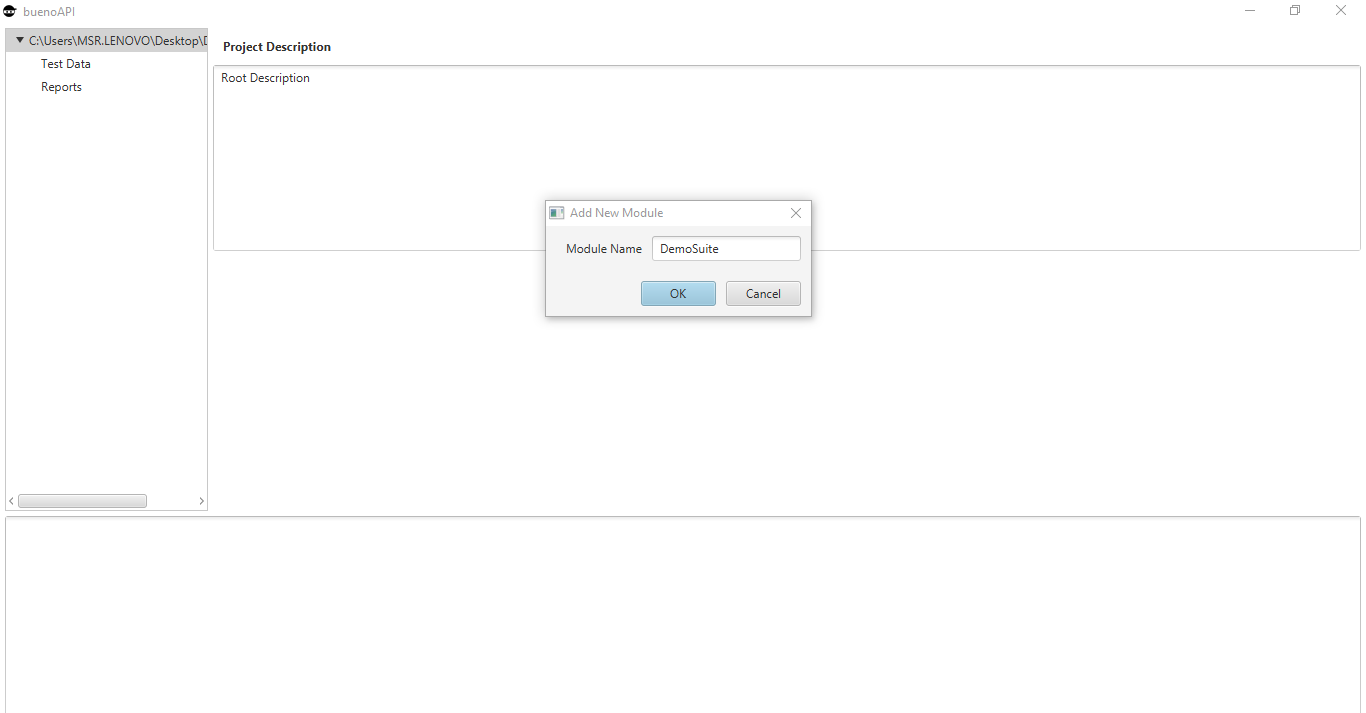 buenoAPI
C:\Users\MSR.LENOVO\Desktop\
Test Data
Reports
Project Description
Root Description
Add New Module
Module Name DemoSuite
OK Cancel